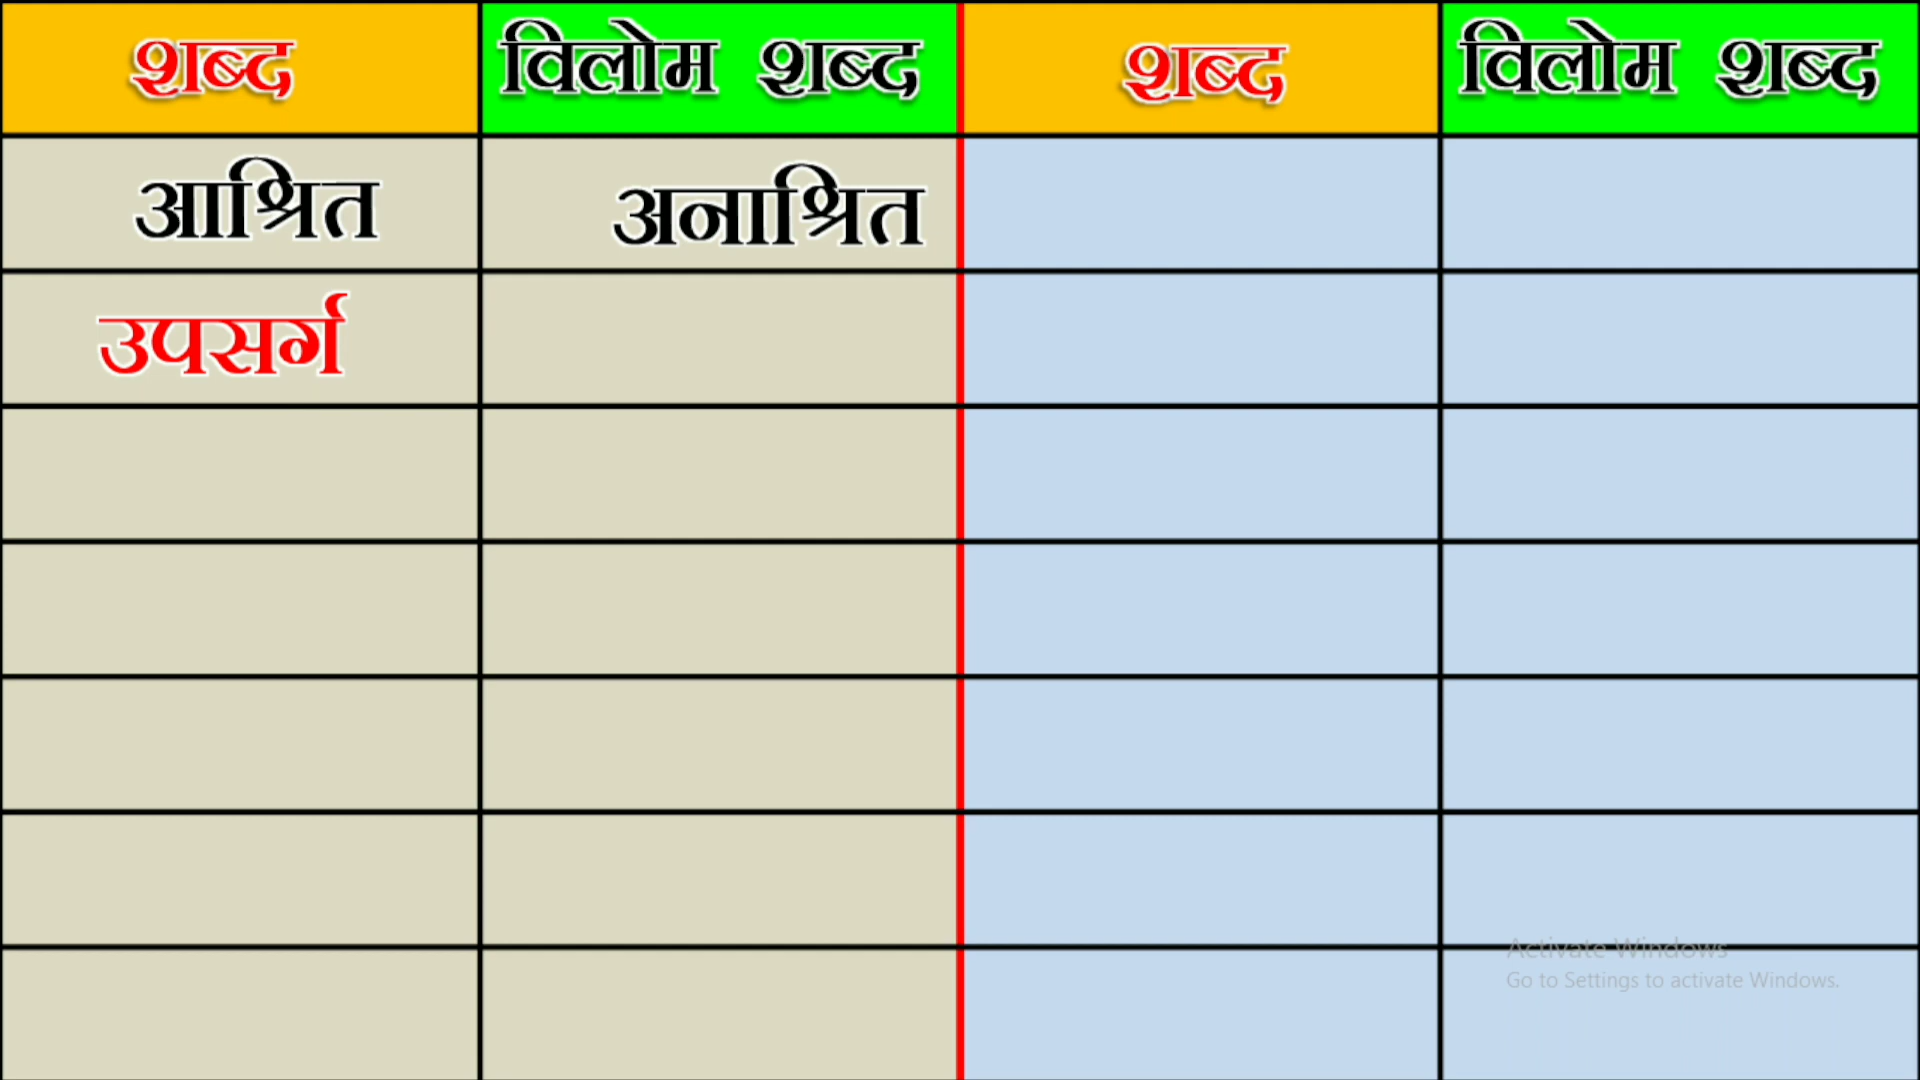 शब्द विलोम शब्द शब्द विलोम शब्द
आश्रित अनाश्रित
उपसर्ग
Activate Windows
Go to Settings to activate Windows.